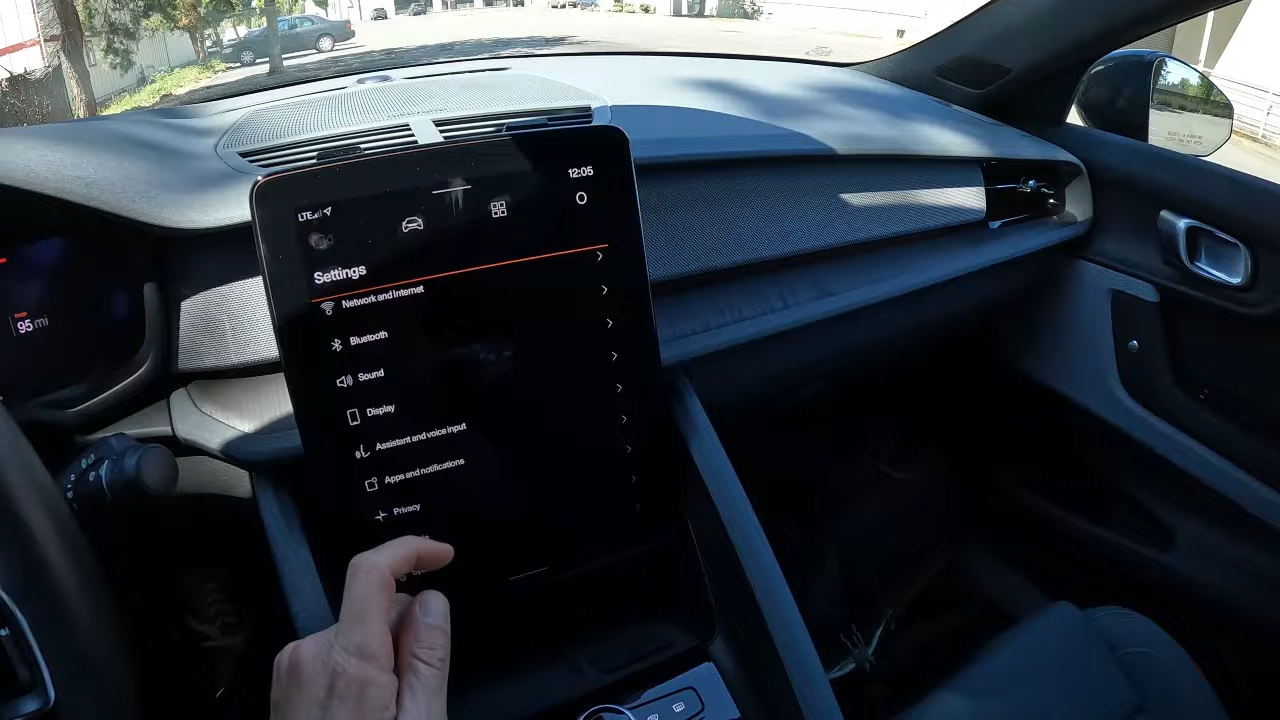 12:05
LTE
Settings
Network and Internet
Bluetooth
Sound
Display
Assistant and voice input
Apps and notifications
Privacy
95 mi